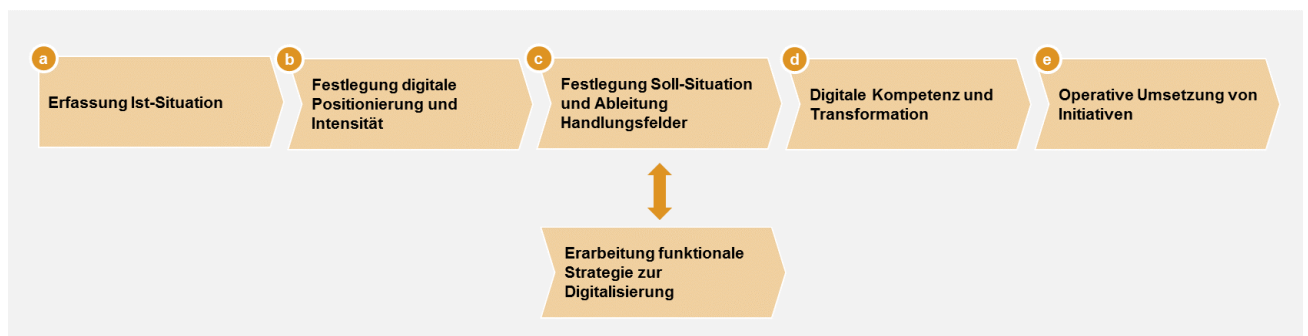 a
Erfassung Ist-Situation
b
Festlegung digitale
Positionierung und
Intensität
c
Festlegung Soll-Situation
und Ableitung
Handlungsfelder
d
Digitale Kompetenz und
Transformation
e
Operative Umsetzung von
Initiativen
Erarbeitung funktionale
Strategie zur
Digitalisierung